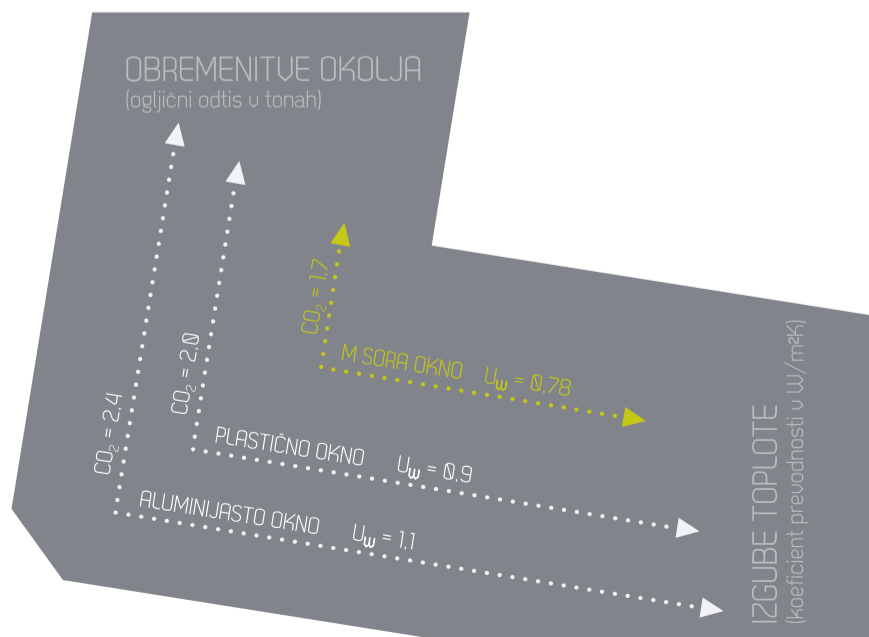 OBREMENITVE OKOLJA
(ogljični odtis v tonah)
CO₂ = 1,7
M SORA OKNO Uw = 0,78
CO₂ = 2,0
PLASTIČNO OKNO Uw = 0,9
CO₂ = 2,4
ALUMINIJASTO OKNO Uw = 1,1
IZGUBE TOPLOTE
(koeficient prevodnosti v W/m²K)